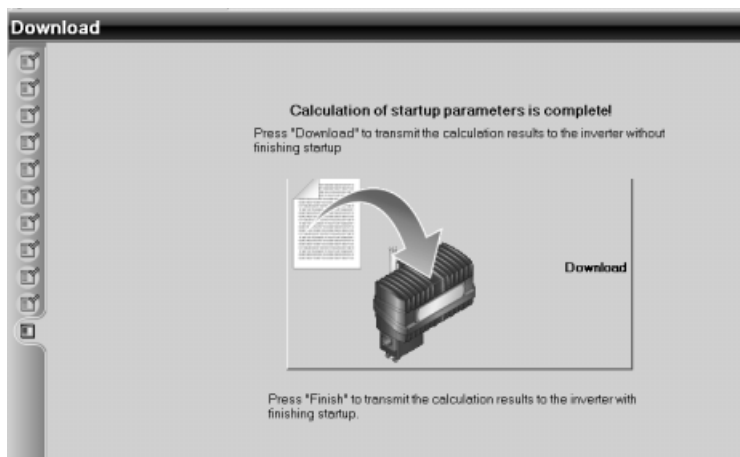 Download
Calculation of startup parameters is complete!
Press "Download" to transmit the calculation results to the inverter without
finishing startup
Download
Press "Finish" to transmit the calculation results to the inverter with
finishing startup.